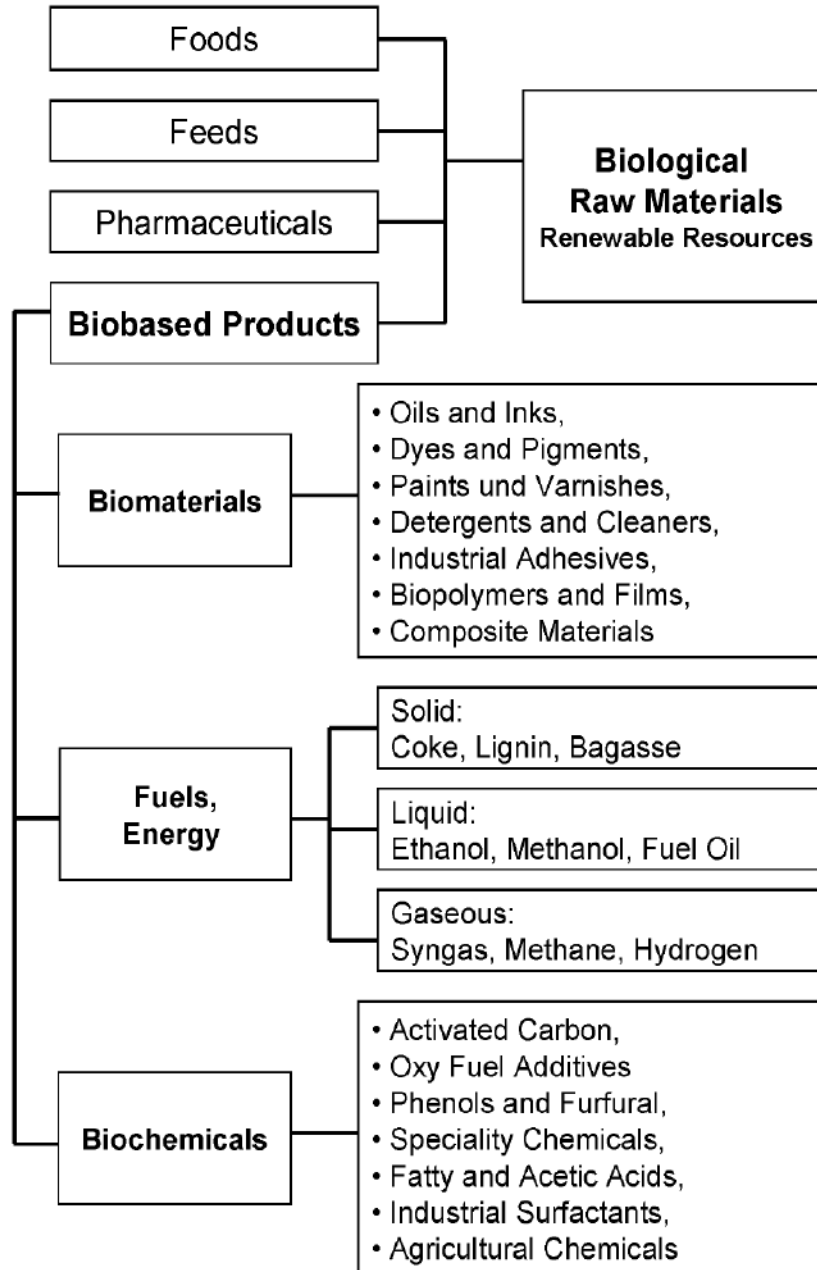 Foods
Feeds
Pharmaceuticals
Biobased Products
Biological
Raw Materials
Renewable Resources
Biomaterials
• Oils and Inks,
• Dyes and Pigments,
• Paints und Varnishes,
• Detergents and Cleaners,
• Industrial Adhesives,
• Biopolymers and Films,
• Composite Materials
Fuels,
Energy
Solid:
Coke, Lignin, Bagasse
Liquid:
Ethanol, Methanol, Fuel Oil
Gaseous:
Syngas, Methane, Hydrogen
Biochemicals
• Activated Carbon,
• Oxy Fuel Additives
• Phenols and Furfural,
• Speciality Chemicals,
• Fatty and Acetic Acids,
• Industrial Surfactants,
• Agricultural Chemicals